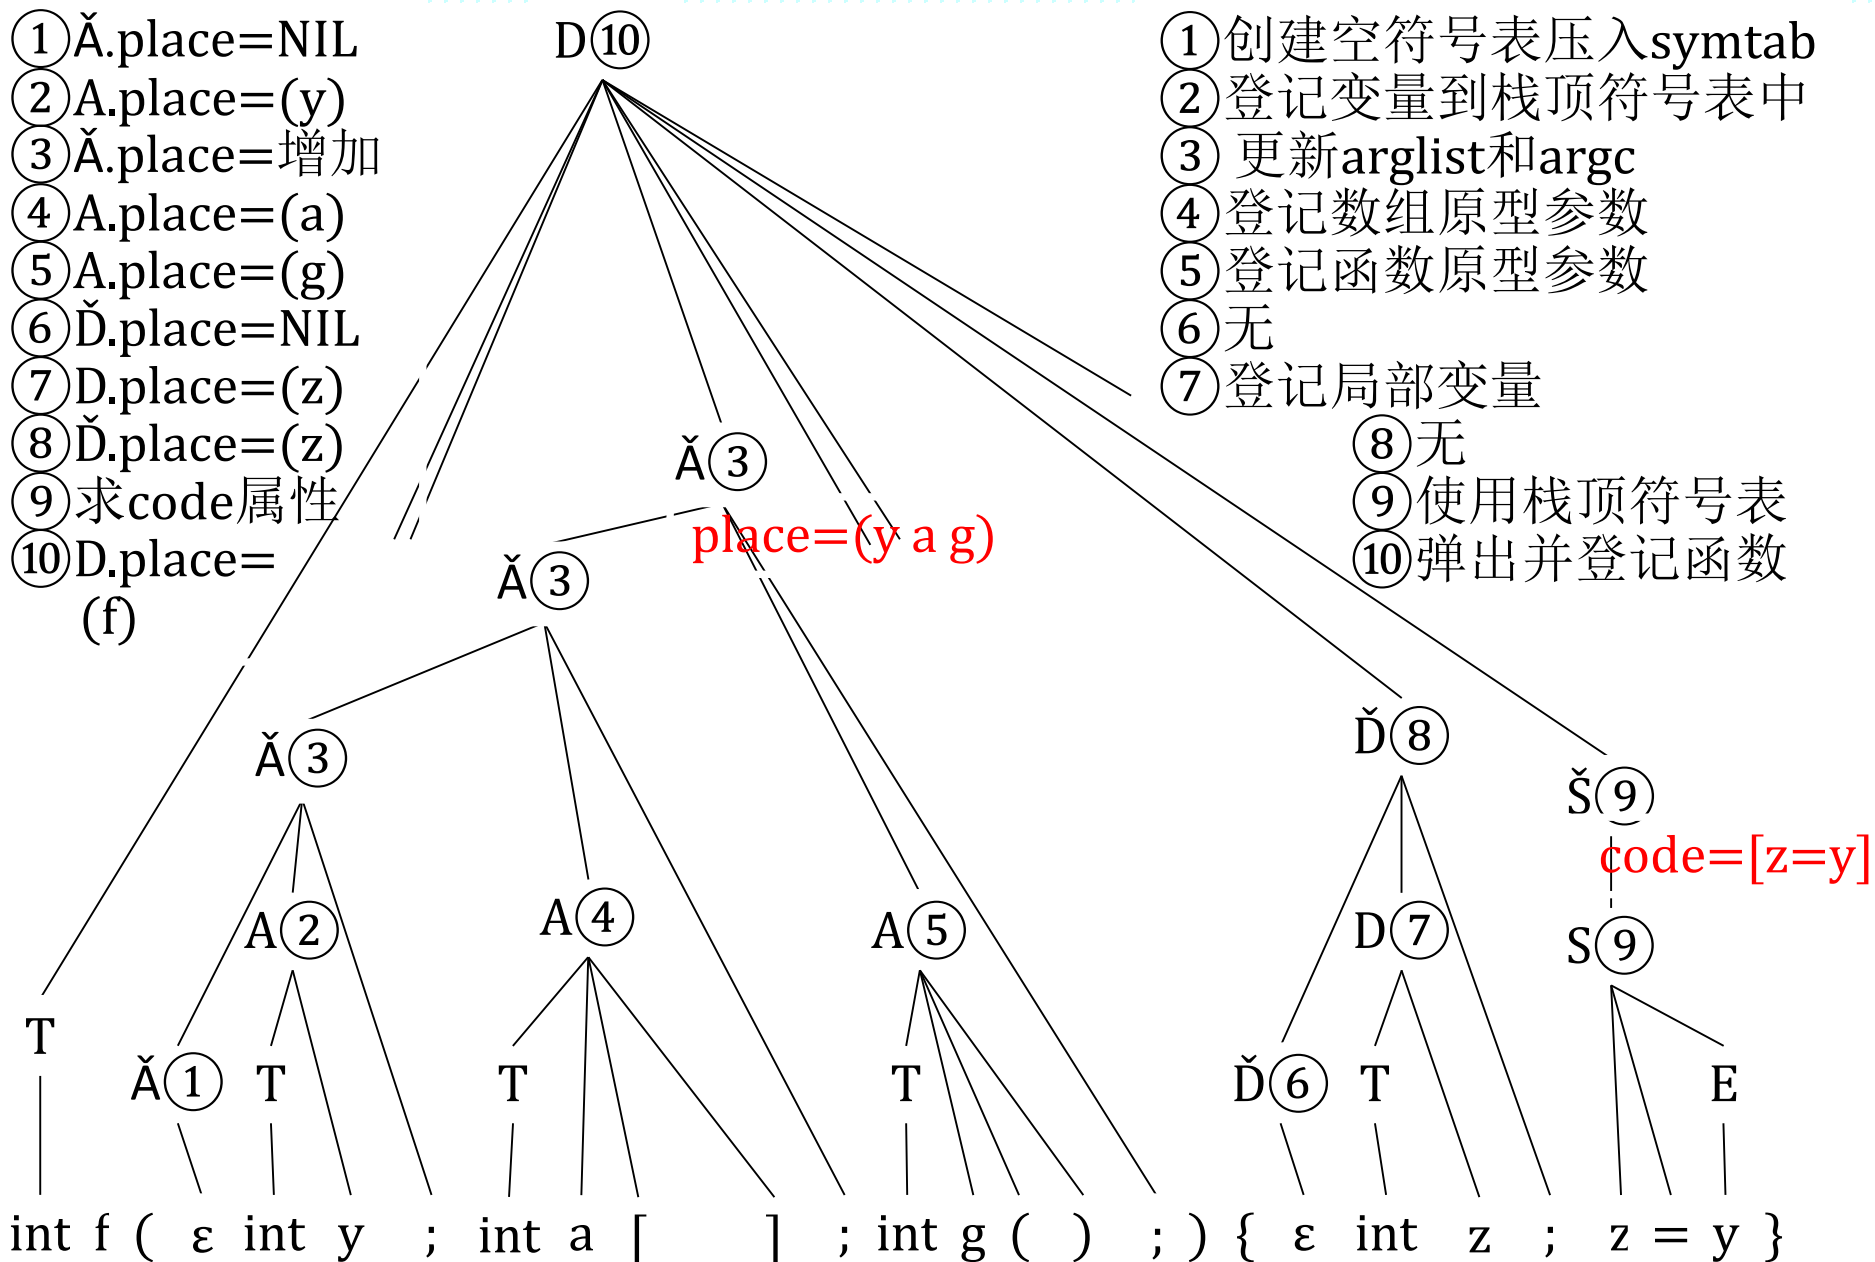 ①Ǎ.place=NIL
②A.place=(y)
③Ǎ.place=增加
④A.place=(a)
⑤A.place=(g)
⑥Ď.place=NIL
⑦D.place=(z)
⑧Ď.place=(z)
⑨求code属性
⑩D.place=
(f)
D⑩
①创建空符号表压入symtab
②登记变量到栈顶符号表中
③ 更新arglist和argc
④登记数组原型参数
⑤登记函数原型参数
⑥无
⑦登记局部变量
⑧无
⑨使用栈顶符号表
⑩弹出并登记函数
Ǎ③
place=(y a g)
Ǎ③
Ǎ③
Ď⑧
Š⑨
code=[z=y]
A②
A④
A⑤
D⑦
S⑨
T
Ǎ①
T
T
T
Ď⑥
T
E
int f ( ε int y ; int a [ ] ; int g ( ) ; ) { ε int z ; z = y }